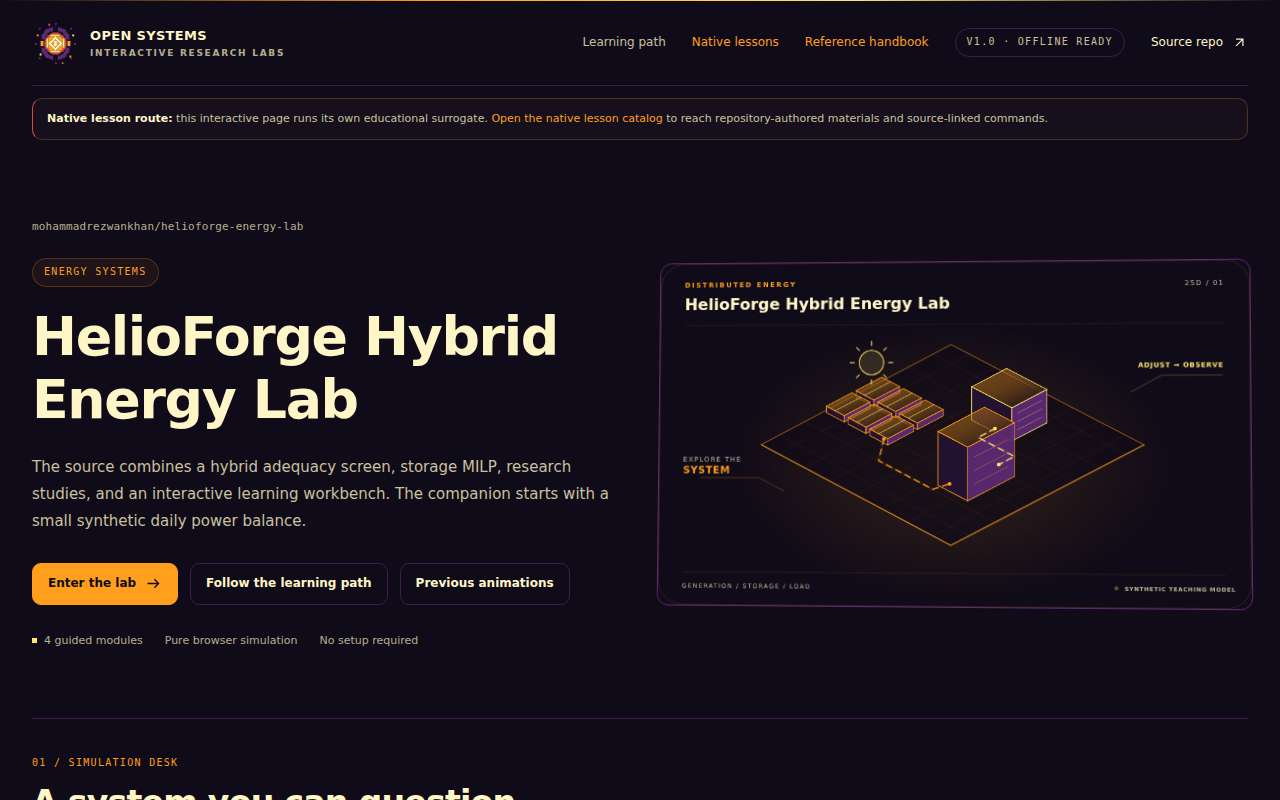 OPEN SYSTEMS
INTERACTIVE RESEARCH LABS
Learning path
Native lessons
Reference handbook
V1.0 · OFFLINE READY
Source repo
Native lesson route: this interactive page runs its own educational surrogate. Open the native lesson catalog to reach repository-authored materials and source-linked commands.
mohammadrezwankhan/helioforge-energy-lab
ENERGY SYSTEMS
HelioForge Hybrid
Energy Lab
The source combines a hybrid adequacy screen, storage MILP, research
studies, and an interactive learning workbench. The companion starts with a
small synthetic daily power balance.
Enter the lab
Follow the learning path
Previous animations
4 guided modules
Pure browser simulation
No setup required
DISTRIBUTED ENERGY
25D / 01
HelioForge Hybrid Energy Lab
ADJUST → OBSERVE
EXPLORE THE
SYSTEM
GENERATION / STORAGE / LOAD
SYNTHETIC TEACHING MODEL
01 / SIMULATION DESK
A system you can question